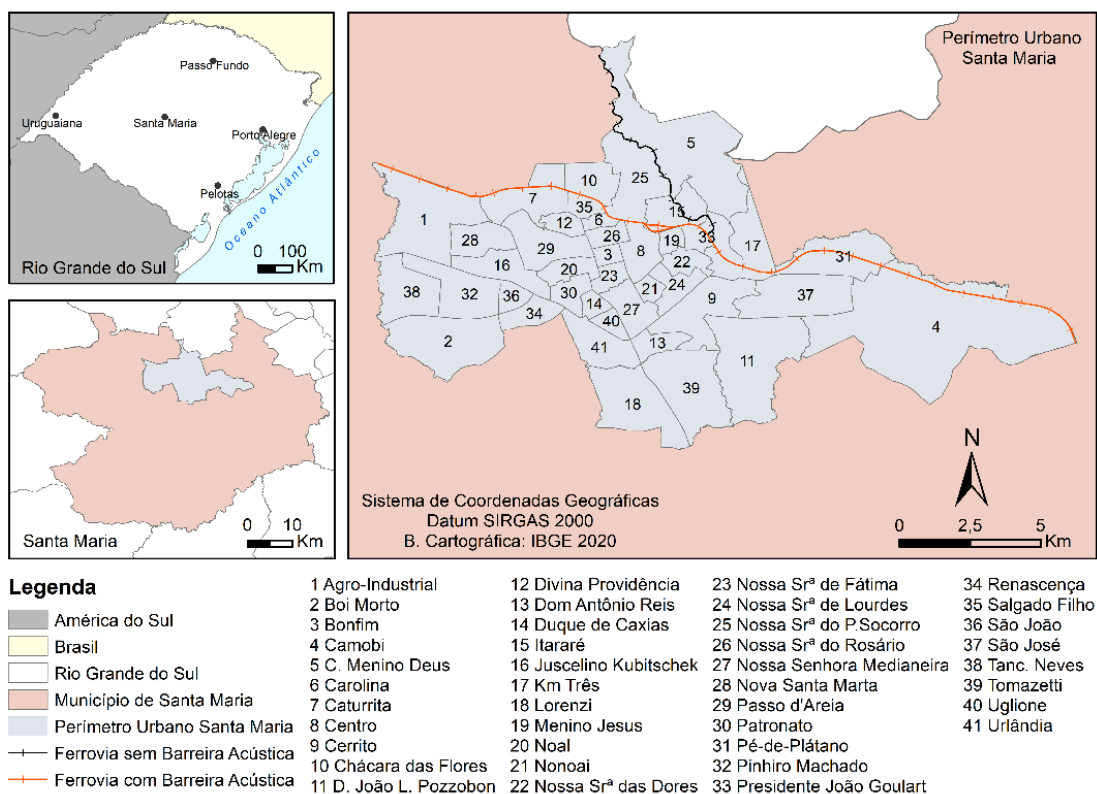 Passo Fundo
Uruguaiana
Santa Maria
Porto Alegre
Pelotas
Oceano Atlântico
0 100
Km
Rio Grande do Sul
0 10
Km
Santa Maria
Perímetro Urbano
Santa Maria
5
10
25
7
35
15
1
12
6
33
26
19
28
29
3
8
17
22
31
16
20
23
24
38
32
36
30
21
9
37
14
27
34
40
4
2
41
13
11
39
18
N
Sistema de Coordenadas Geográficas
Datum SIRGAS 2000
B. Cartográfica: IBGE 2020
0 2,5 5
Km
Legenda
América do Sul
Brasil
Rio Grande do Sul
Município de Santa Maria
Perímetro Urbano Santa Maria
Ferrovia sem Barreira Acústica
Ferrovia com Barreira Acústica
1 Agro-Industrial
2 Boi Morto
3 Bonfim
4 Camobi
5 C. Menino Deus
6 Carolina
7 Caturrita
8 Centro
9 Cerrito
10 Chácara das Flores
11 D. João L. Pozzobon
12 Divina Providência
13 Dom Antônio Reis
14 Duque de Caxias
15 Itararé
16 Juscelino Kubitschek
17 Km Três
18 Lorenzi
19 Menino Jesus
20 Noal
21 Nonoai
22 Nossa Srª das Dores
23 Nossa Srª de Fátima
24 Nossa Srª de Lourdes
25 Nossa Srª do P.Socorro
26 Nossa Srª do Rosário
27 Nossa Senhora Medianeira
28 Nova Santa Marta
29 Passo d'Areia
30 Patronato
31 Pé-de-Plátano
32 Pinhiro Machado
33 Presidente João Goulart
34 Renascença
35 Salgado Filho
36 São João
37 São José
38 Tanc. Neves
39 Tomazetti
40 Uglione
41 Urlândia